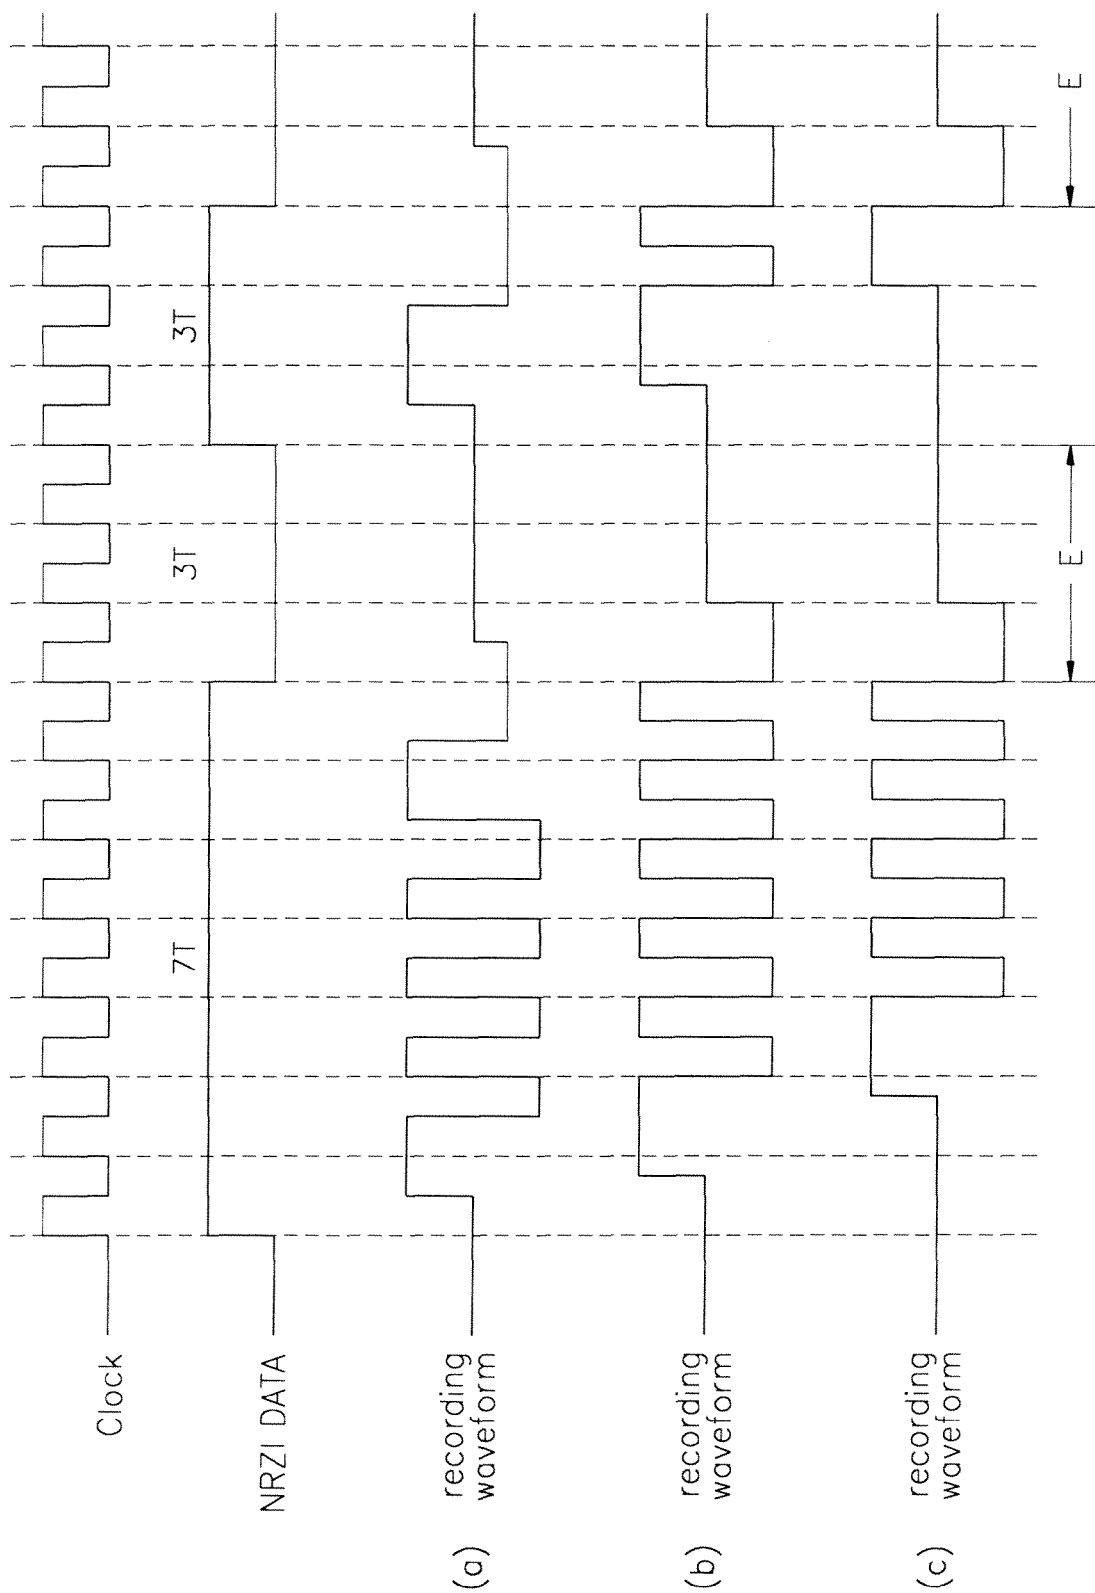 Clock
NRZI DATA
7T
3T
3T
(a)
recording
waveform
(b)
recording
waveform
(c)
recording
waveform
E
E